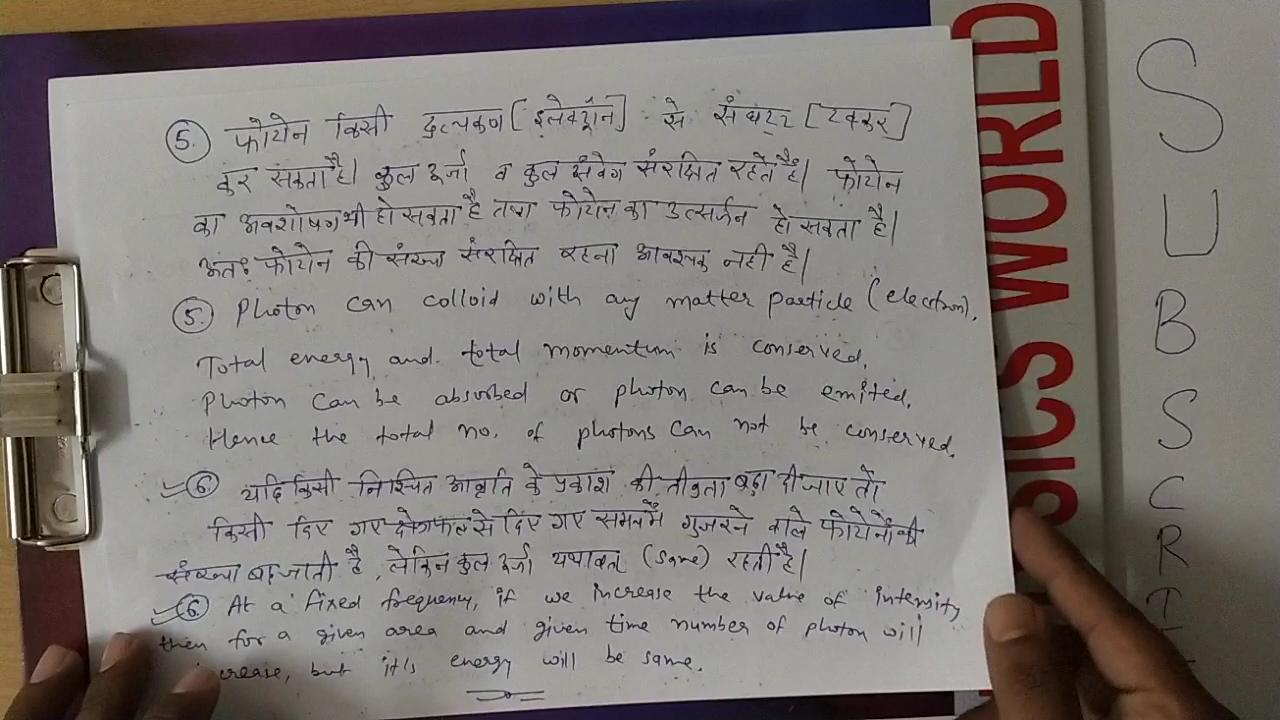 5. फोटोन किसी द्रव्यकण [इलेक्ट्रॉन] से संघट्ट [टक्कर]
कर सकता है। कुल ऊर्जा व कुल संवेग संरक्षित रहते हैं। फोटोन
का अवशोषण भी हो सकता है तथा फोटोन का उत्सर्जन हो सकता है।
अतः फोटोन की संख्या संरक्षित रहना आवश्यक नहीं है।
5. Photon can colloid with any matter particle (electron).
Total energy and total momentum is conserved.
Photon can be absorbed or photon can be emitted.
Hence the total no. of photons can not be conserved.
6 यदि किसी निश्चित आवृति के प्रकाश की तीव्रता बढ़ा दी जाए तो
किसी दिए गए क्षेत्रफल से दिए गए समय में गुजरने वाले फोटोनों की
संख्या बढ़ जाती है, लेकिन कुल ऊर्जा यथावत् (same) रहती है।
6 At a fixed frequency, if we increase the value of intensity
then for a given area and given time number of photon will
crease, but it's energy will be same.
SICS WORLD
SUBSCRI